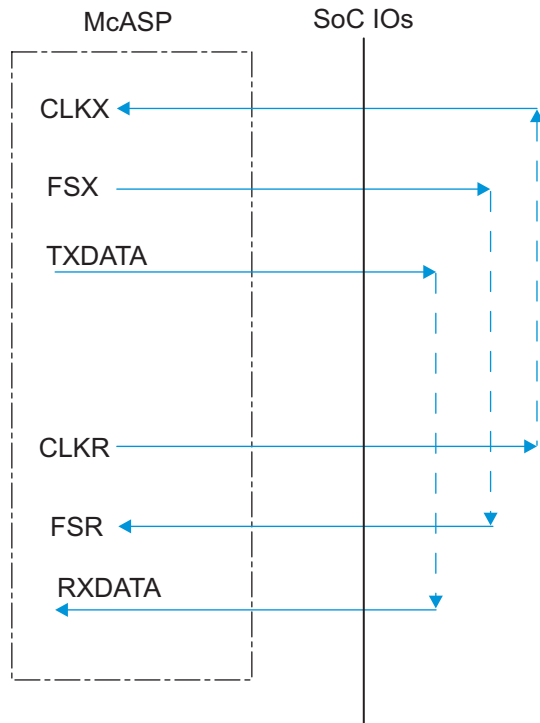 McASP
SoC IOs
CLKX
FSX
TXDATA
CLKR
FSR
RXDATA